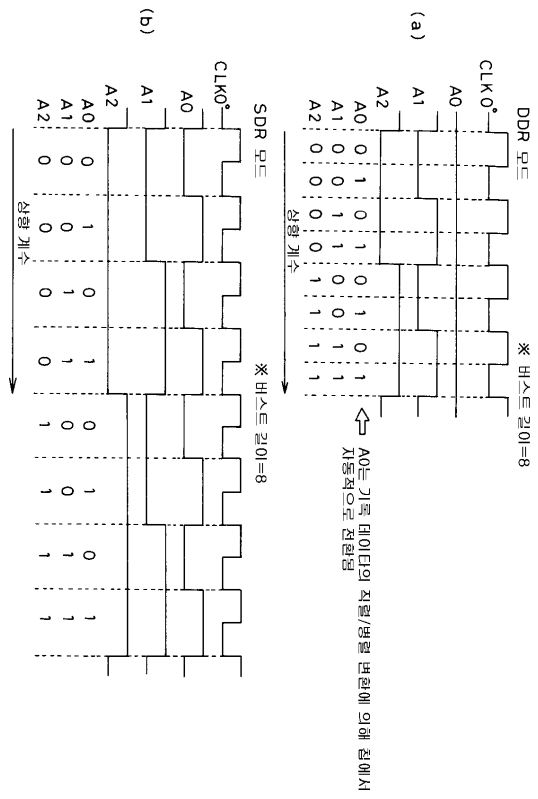 (a)
DDR 모드
※ 버스트 길이=8
CLK0°
A0
A1
A2
A0 0 1 0 1 0 1 0 1
A1 0 0 1 1 0 0 1 1
A2 0 0 0 0 1 1 1 1
A0는 기록 데이타의 직렬/병렬 변환에 의해 칩에서
자동적으로 전환됨
상향 계수
(b)
SDR 모드
※ 버스트 길이=8
CLK0°
A0
A1
A2
A0 0 1 0 1 0 1 0 1
A1 0 0 1 1 0 0 1 1
A2 0 0 0 0 1 1 1 1
상향 계수